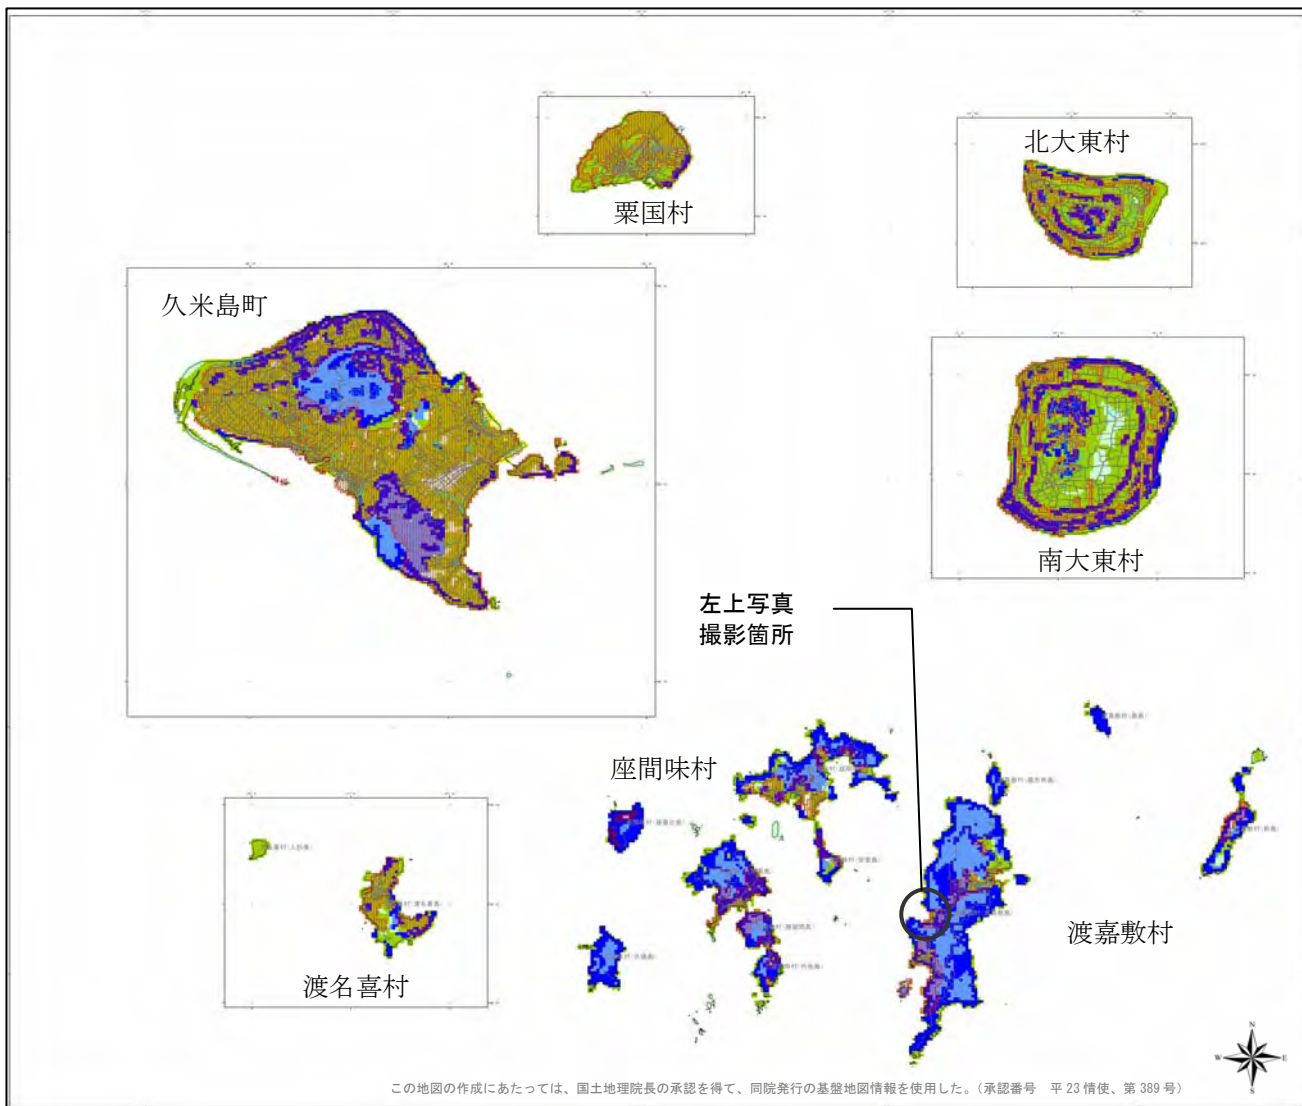 北大東村
粟国村
久米島町
南大東村
左上写真
撮影箇所
座間味村
渡嘉敷村
渡名喜村
N
W
E
S
この地図の作成にあたっては、国土地理院長の承認を得て、同院発行の基盤地図情報を使用した。（承認番号　平 23 情使、第 389 号）